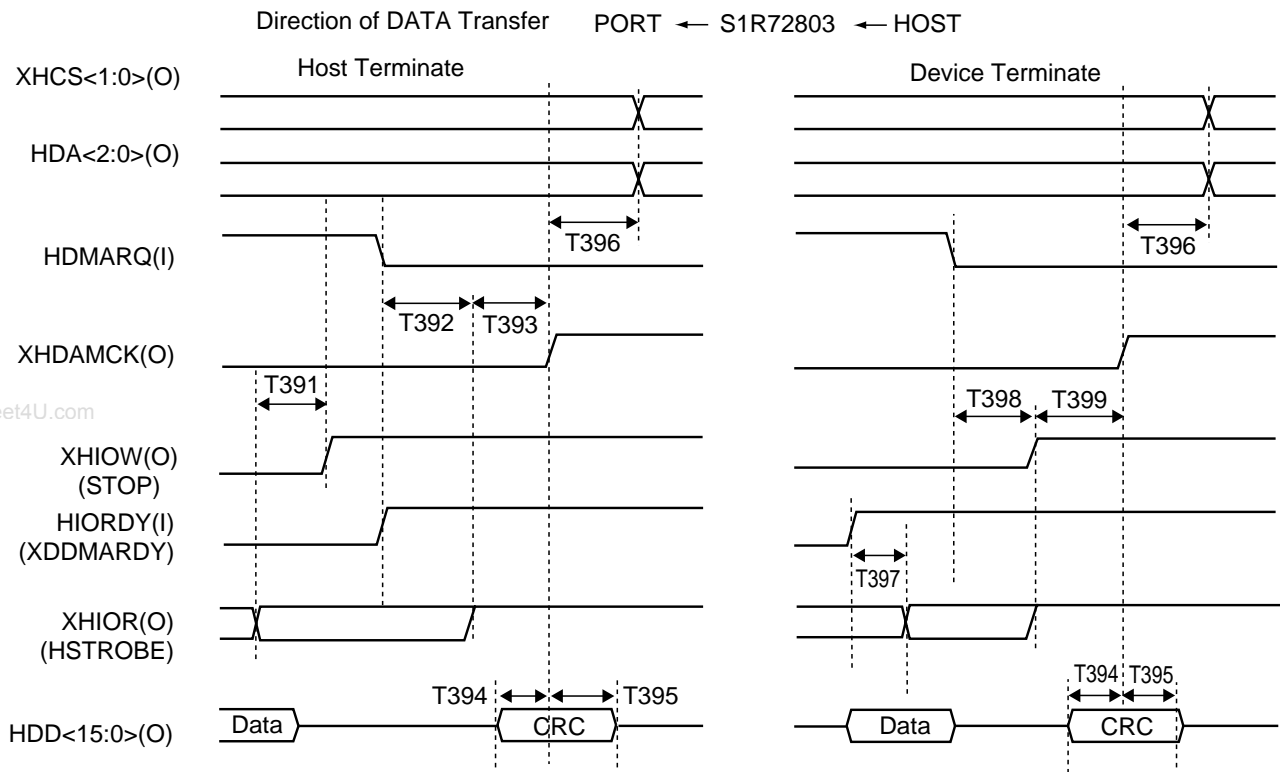 Direction of DATA Transfer PORT ← S1R72803 ← HOST
Host Terminate
Device Terminate
XHCS<1:0>(O)
HDA<2:0>(O)
T396
T396
HDMARQ(I)
T392
T393
XHDAMCK(O)
T391
T398
T399
eet4U.com
XHIOW(O)
(STOP)
HIORDY(I)
(XDDMARDY)
T397
XHIOR(O)
(HSTROBE)
T394
T395
T394
T395
HDD<15:0>(O)
Data
CRC
Data
CRC